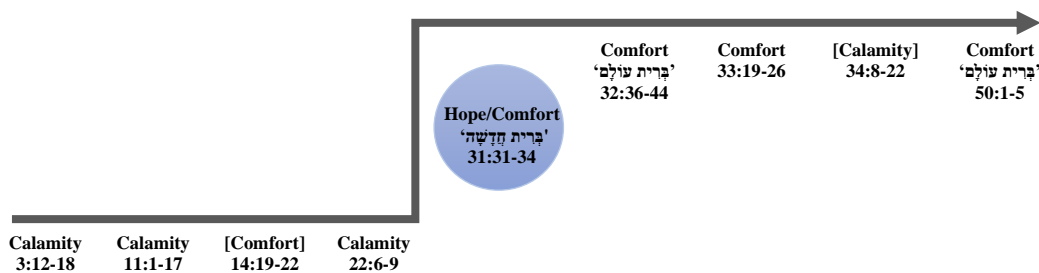 Comfort
'בְּרִית עוֹלָם‘
32:36-44
Comfort
33:19-26
[Calamity]
34:8-22
Comfort
'בְּרִית עוֹלָם‘
50:1-5
Hope/Comfort
'בְּרִית חֲדָשָׁה‘
31:31-34
Calamity
3:12-18
Calamity
11:1-17
[Comfort]
14:19-22
Calamity
22:6-9